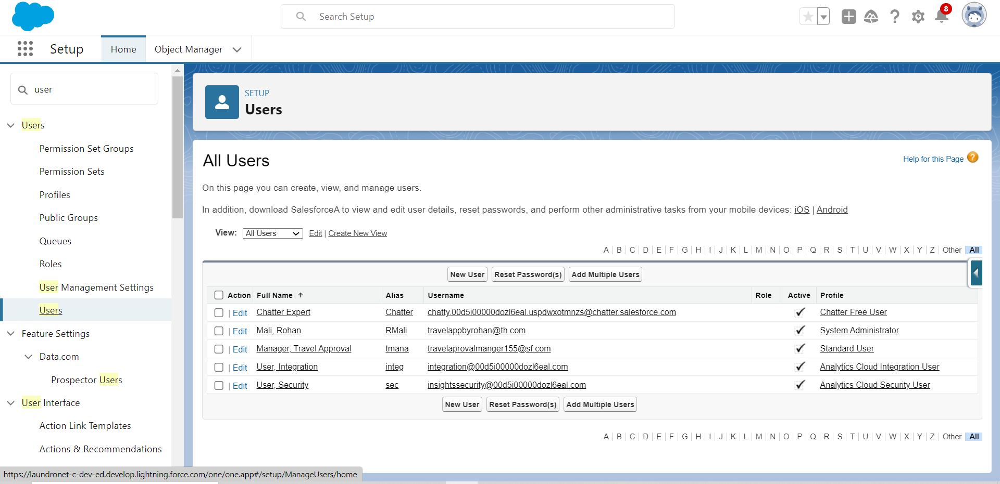 Search Setup
8
Setup
Home
Object Manager
user
Users
Permission Set Groups
Permission Sets
Profiles
Public Groups
Queues
Roles
User Management Settings
Users
Feature Settings
Data.com
Prospector Users
User Interface
Action Link Templates
Actions & Recommendations
SETUP
Users
All Users
Help for this Page ?
On this page you can create, view, and manage users.
In addition, download SalesforceA to view and edit user details, reset passwords, and perform other administrative tasks from your mobile devices: iOS | Android
View: All Users Edit | Create New View
A | B | C | D | E | F | G | H | I | J | K | L | M | N | O | P | Q | R | S | T | U | V | W | X | Y | Z | Other | All
New User Reset Password(s) Add Multiple Users
Action Full Name Alias Username Role Active Profile
| Edit Chatter Expert Chatter chatty.00d5i00000dozl6eal.uspdwxotmnzs@chatter.salesforce.com Chatter Free User
| Edit Mali, Rohan RMali travelappbyrohan@th.com System Administrator
| Edit Manager, Travel Approval tmana travelaprovalmanger155@sf.com Standard User
| Edit User, Integration integ integration@00d5i00000dozl6eal.com Analytics Cloud Integration User
| Edit User, Security sec insightssecurity@00d5i00000dozl6eal.com Analytics Cloud Security User
New User Reset Password(s) Add Multiple Users
A | B | C | D | E | F | G | H | I | J | K | L | M | N | O | P | Q | R | S | T | U | V | W | X | Y | Z | Other | All
https://laundronet-c-dev-ed.develop.lightning.force.com/one/one.app#/setup/ManageUsers/home